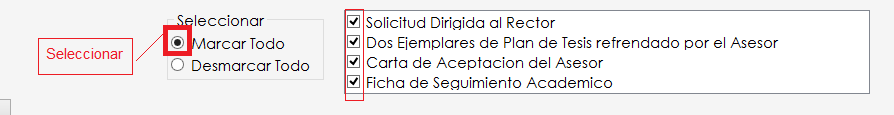 Seleccionar
Seleccionar
Marcar Todo
Desmarcar Todo
Solicitud Dirigida al Rector
Dos Ejemplares de Plan de Tesis refrendado por el Asesor
Carta de Aceptacion del Asesor
Ficha de Seguimiento Academico